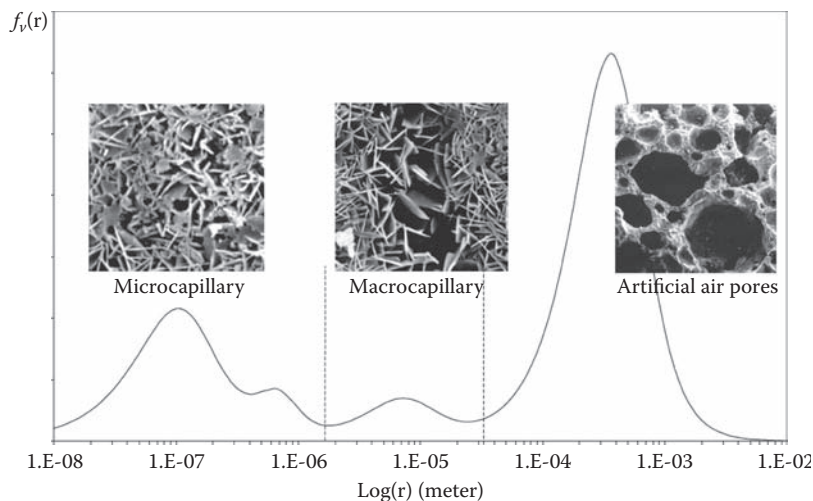 f_v(r)
Microcapillary
Macrocapillary
Artificial air pores
1.E-08 1.E-07 1.E-06 1.E-05 1.E-04 1.E-03 1.E-02
Log(r) (meter)